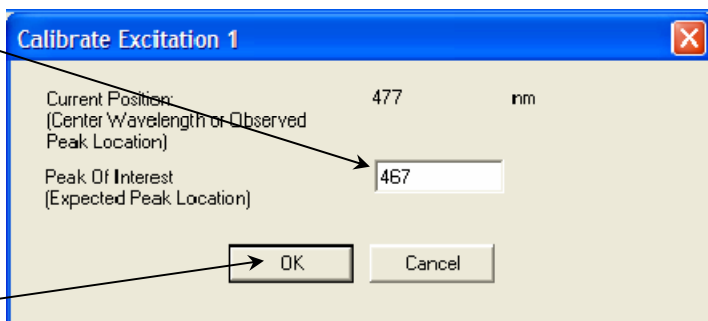 Calibrate Excitation 1
Current Position: 477 nm
(Center Wavelength or Observed
Peak Location)
Peak Of Interest 467
(Expected Peak Location)
OK Cancel